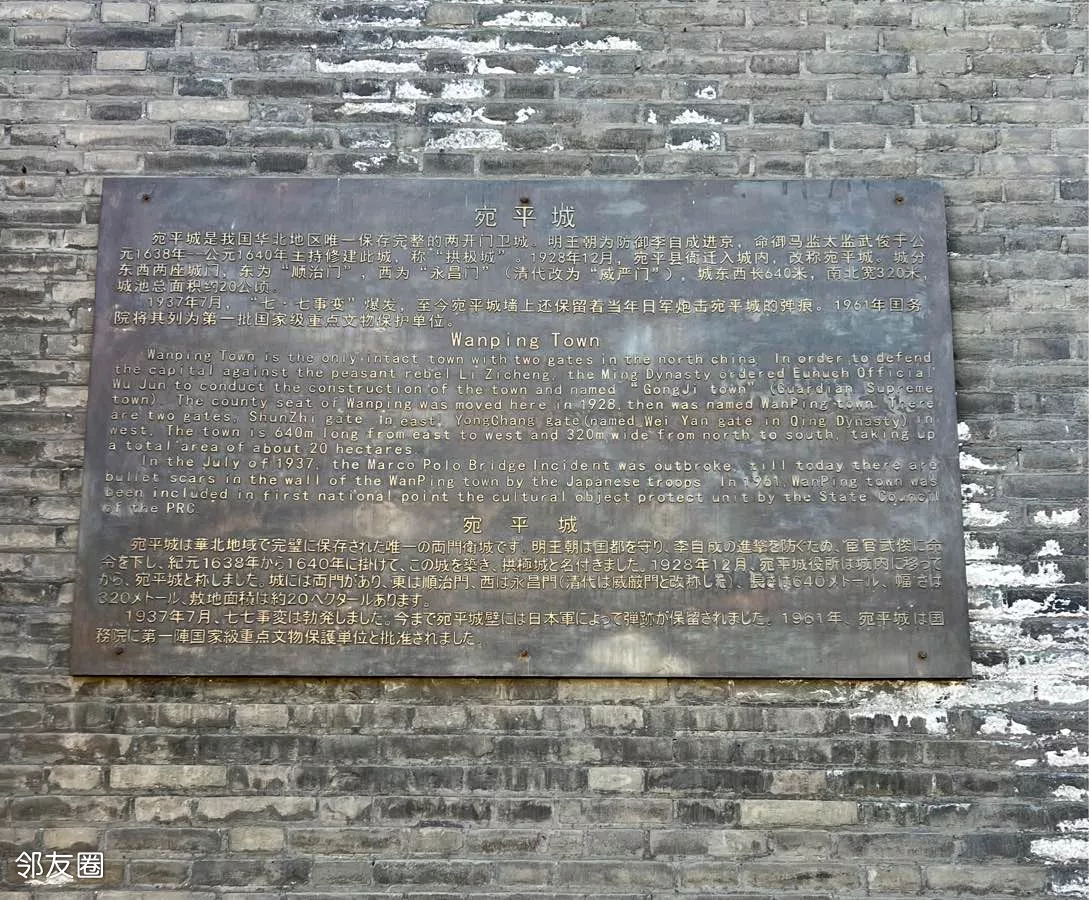 宛平城
宛平城是我国华北地区唯一保存完整的两开门卫城。明王朝为防御李自成进京，命御马监太监武俊于公
元1638年--公元1640年主持修建此城，称“拱极城”。1928年12月，宛平县衙迁入城内，改称宛平城。城分
东西两座城门，东为“顺治门”，西为“永昌门”（清代改为“威严门”），城东西长640米，南北宽320米，
城池总面积约20公顷。
1937年7月，“七·七事变”爆发，至今宛平城墙上还保留着当年日军炮击宛平城的弹痕。1961年国务
院将其列为第一批国家级重点文物保护单位。
Wanping Town
Wanping Town is the only intact town with two gates in the north china. In order to defend
the capital against the peasant rebel Li Zicheng, the Ming Dynasty ordered Eunuch Official
Wu Jun to conduct the construction of the town and named “GongJi town” (Guardian Supreme
town). The county seat of Wanping was moved here in 1928, then was named WanPing town. There
are two gates, ShunZhi gate in east, YongChang gate(named Wei Yan gate in Qing Dynasty) in
west. The town is 640m long from east to west and 320m wide from north to south, taking up
a total area of about 20 hectares.
In the July of 1937, the Marco Polo Bridge Incident was outbroke, till today there are
bullet scars in the wall of the WanPing town by the Japanese troops. In 1961,WanPing town was
been included in first national point the cultural object protect unit by the State Council
of the PRC.
宛平城
宛平城は華北地域で完璧に保存された唯一の両門衛城です。明王朝は国都を守り、李自成の進撃を防ぐため、宦官武俊に命
令を下し、紀元1638年から1640年に掛けて、この城を築き、拱極城と名付きました。1928年12月、宛平城役所は城内に移って
から、宛平城と称しました。城には両門があり、東は順治門、西は永昌門（清代は威厳門と改称した）、長さは640メトール、幅さは
320メトール、敷地面積は約20ヘクタールあります。
1937年7月、七七事変は勃発しました。今まで宛平城壁には日本軍によって弾跡が保留されました。1961年、宛平城は国
務院に第一陣国家級重点文物保護単位と批准されました。
邻友圈